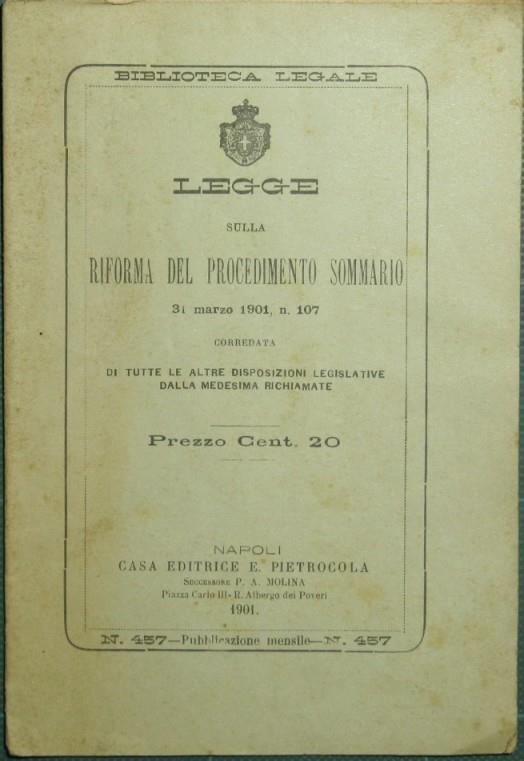 BIBLIOTECA LEGALE
LEGGE
SULLA
RIFORMA DEL PROCEDIMENTO SOMMARIO
31 marzo 1901, n. 107
CORREDATA
DI TUTTE LE ALTRE DISPOSIZIONI LEGISLATIVE
DALLA MEDESIMA RICHIAMATE
Prezzo Cent. 20
NAPOLI
CASA EDITRICE E. PIETROCOLA
Successore P. A. MOLINA
Piazza Carlo III - R. Albergo dei Poveri
1901.
N. 457—Pubblicazione mensile—N. 457